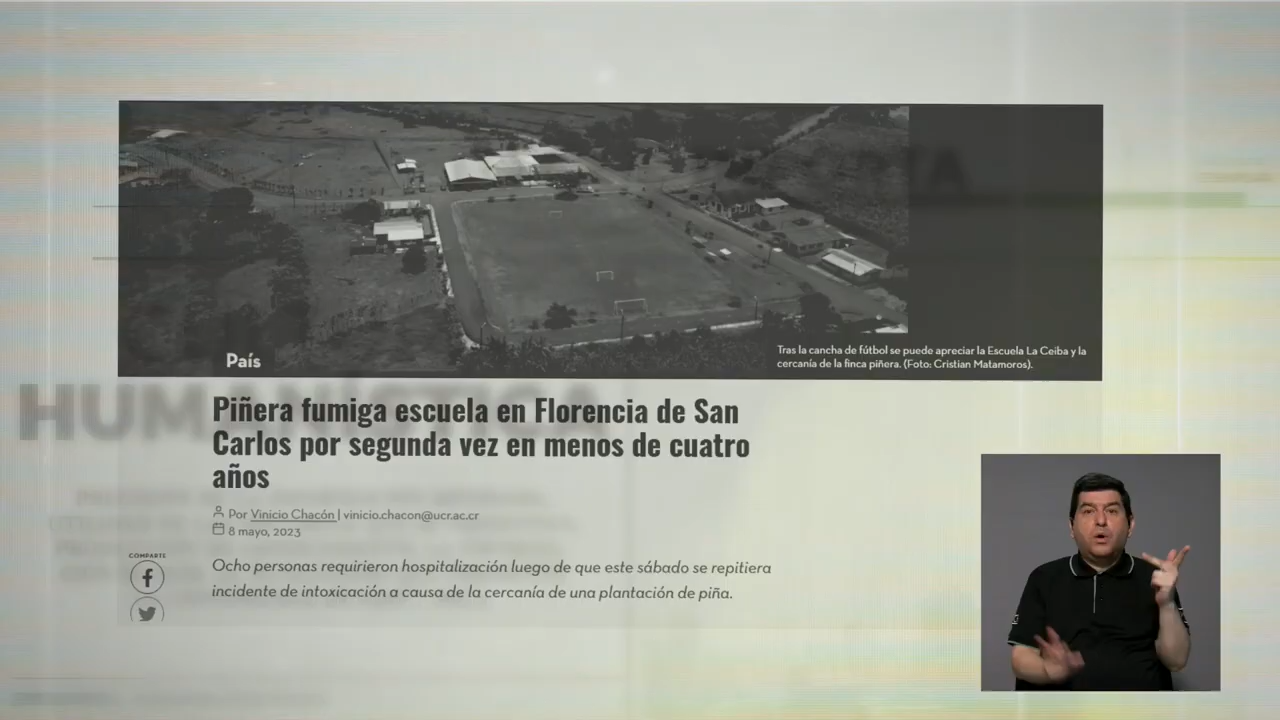 País
Tras la cancha de fútbol se puede apreciar la Escuela La Ceiba y la
cercanía de la finca piñera. (Foto: Cristian Matamoros).
HUM
Piñera fumiga escuela en Florencia de San
Carlos por segunda vez en menos de cuatro
años
Por Vinicio Chacón | vinicio.chacon@ucr.ac.cr
8 mayo, 2023
COMPARTE
Ocho personas requirieron hospitalización luego de que este sábado se repitiera
incidente de intoxicación a causa de la cercanía de una plantación de piña.